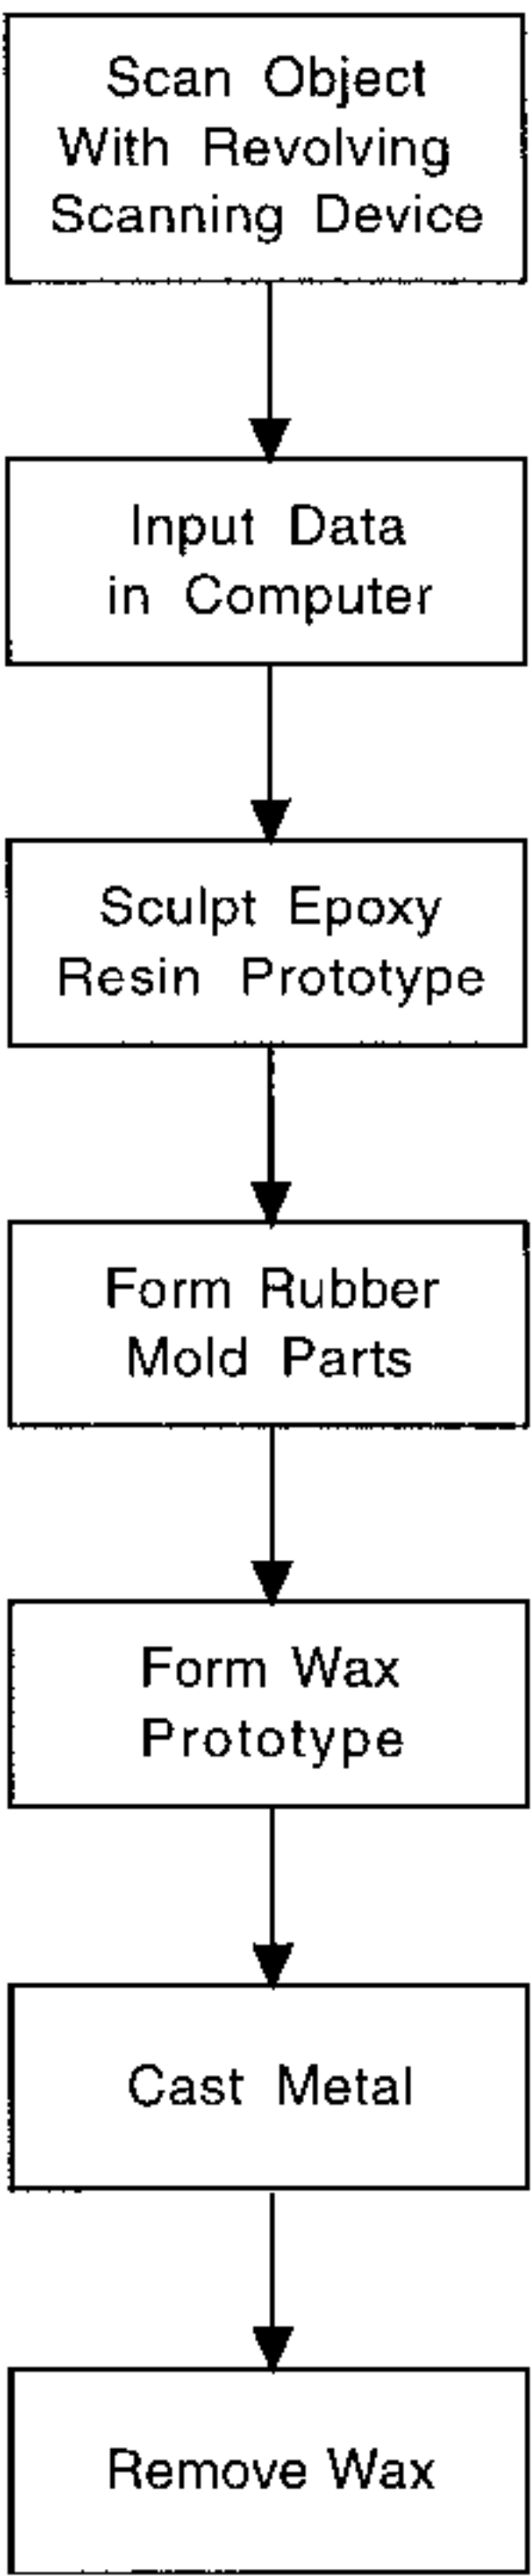 Scan Object
With Revolving
Scanning Device
Input Data
in Computer
Sculpt Epoxy
Resin Prototype
Form Rubber
Mold Parts
Form Wax
Prototype
Cast Metal
Remove Wax